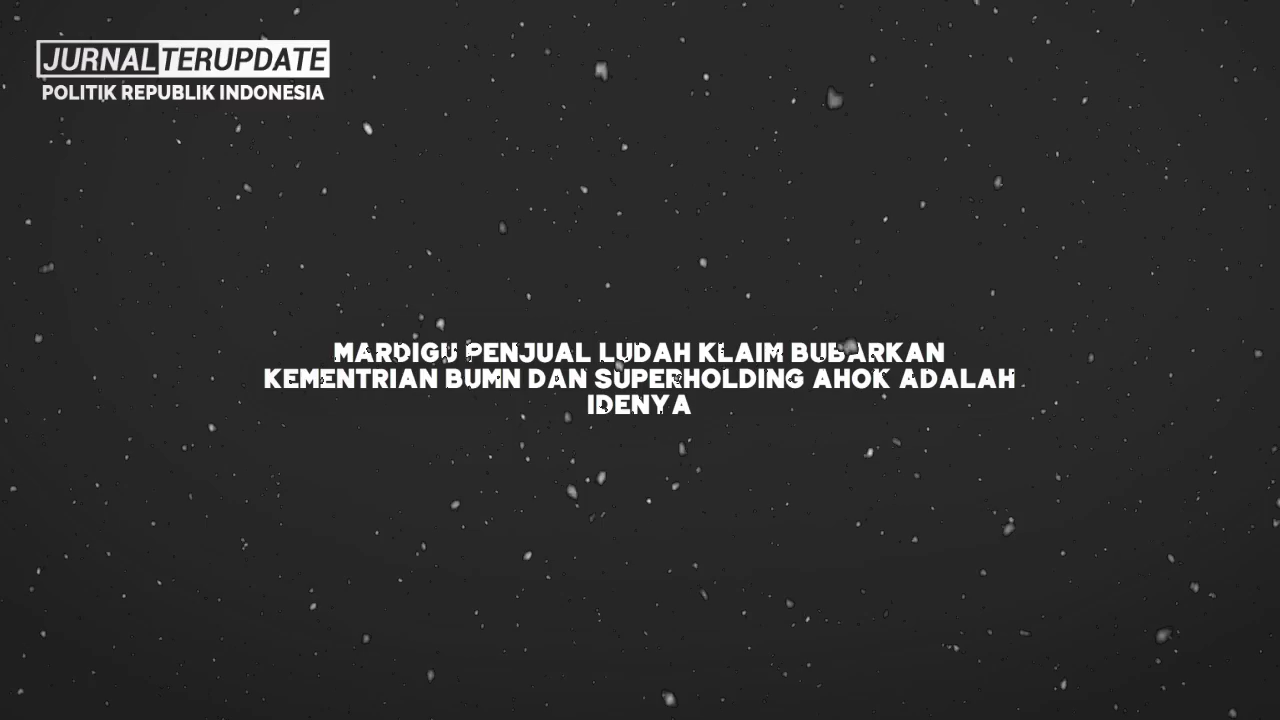 JURNALTERUPDATE
POLITIK REPUBLIK INDONESIA
MARDIGU PENJUAL LUDAH KLAIM BUBARKAN
KEMENTRIAN BUMN DAN SUPERHOLDING AHOK ADALAH
IDENYA